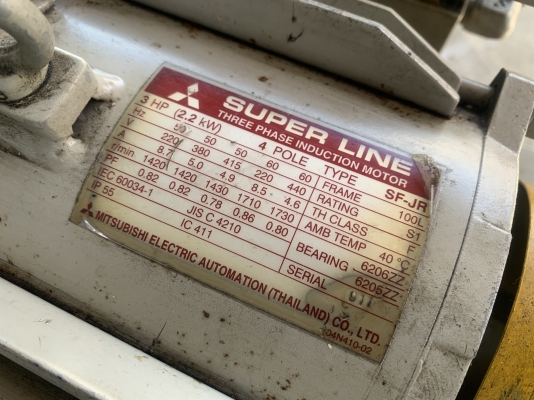 SUPER LINE
THREE PHASE INDUCTION MOTOR
3 HP (2.2 kW) 4 POLE TYPE SF-JR
Hz 50 50 50 60 60 FRAME 100L
V 220 380 415 220 440 RATING S1
A 8.7 5.0 4.9 8.5 4.6 TH CLASS F
r/min 1420 1420 1430 1710 1730 AMB TEMP 40 °C
PF 0.82 0.82 0.78 0.86 0.80 BEARING 6206ZZ
IEC 60034-1 JIS C 4210 6205ZZ
IP 55 IC 411 SERIAL
MITSUBISHI ELECTRIC AUTOMATION (THAILAND) CO., LTD.
04N410-02